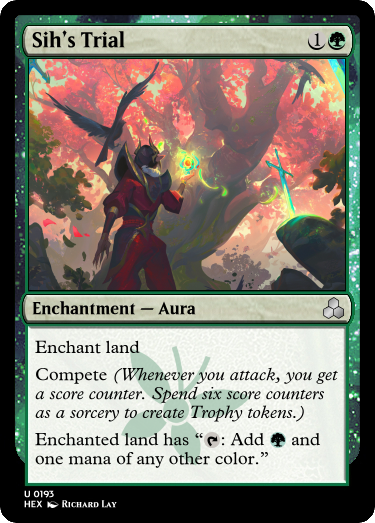 Sih's Trial 1
Enchantment — Aura
Enchant land
Compete (Whenever you attack, you get
a score counter. Spend six score counters
as a sorcery to create Trophy tokens.)
Enchanted land has “: Add and
one mana of any other color.”
U 0193
HEX Richard Lay